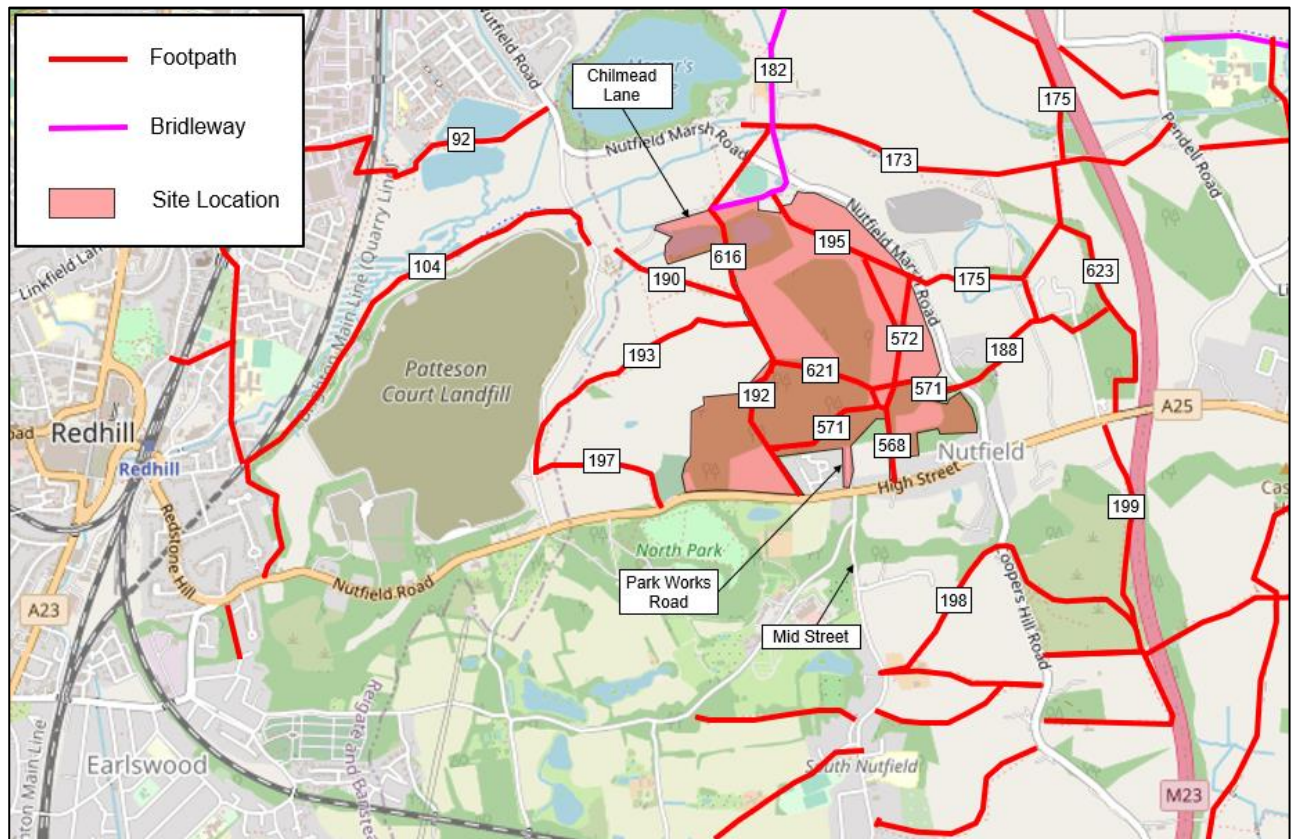 Footpath
Bridleway
Site Location
Chilmead
Lane
Nutfield Road
182
175
92
Nutfield Marsh Road
173
Pendell Road
Linkfield Lane
104
616
195
190
175
623
193
572
188
621
571
192
571
568
Patteson
Court Landfill
Redhill
Redhill
197
Nutfield
High Street
A25
199
Redstone Hill
Nutfield Road
North Park
Park Works
Road
Mid Street
198
Coopers Hill Road
A23
Earlswood
South Nutfield
M23